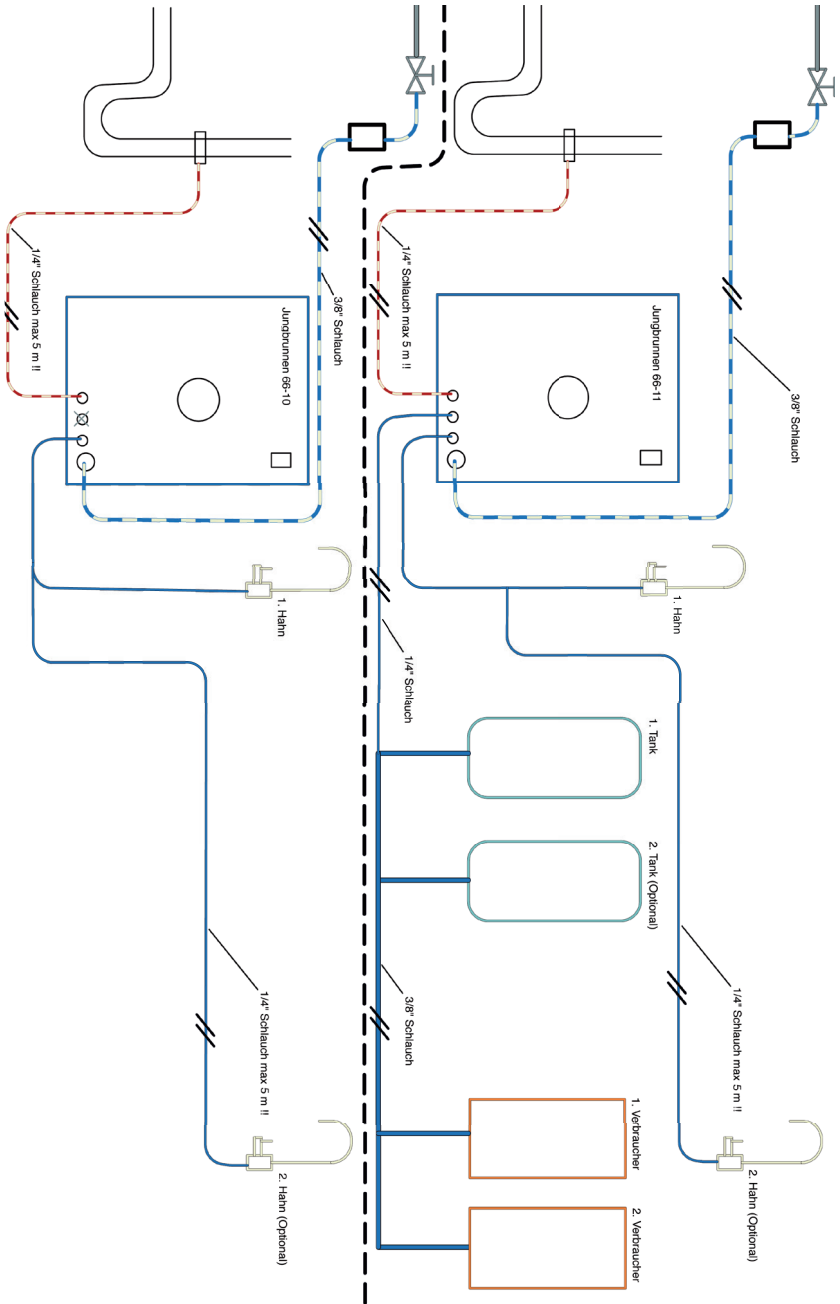 Jungbrunnen 66-11
3/8" Schlauch
1/4" Schlauch max 5 m !!
1. Hahn
1/4" Schlauch max 5 m !!
2. Hahn (Optional)
1/4" Schlauch
1. Tank
2. Tank (Optional)
3/8" Schlauch
1. Verbraucher
2. Verbraucher
Jungbrunnen 66-10
3/8" Schlauch
1/4" Schlauch max 5 m !!
1. Hahn
1/4" Schlauch max 5 m !!
2. Hahn (Optional)